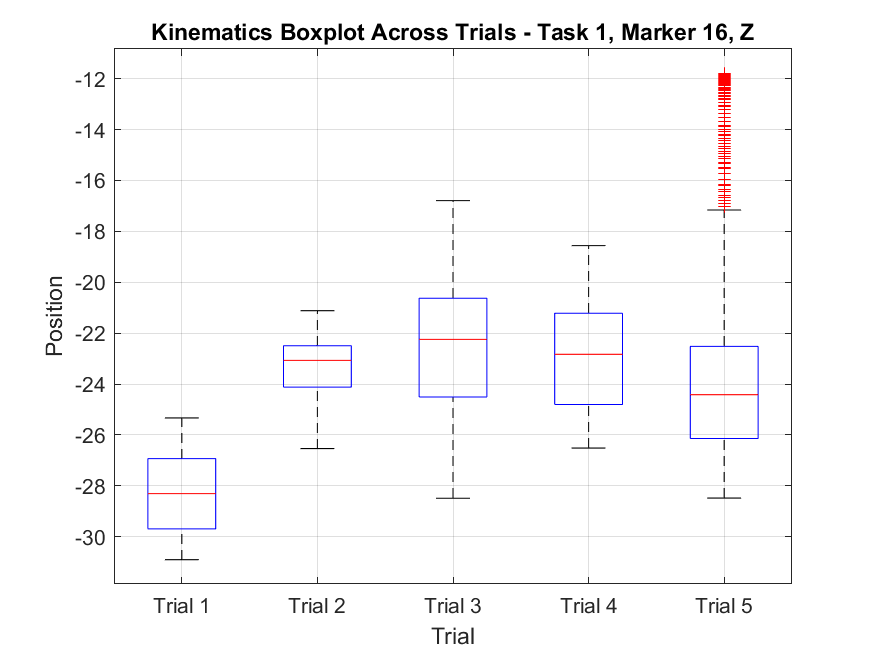 Kinematics Boxplot Across Trials - Task 1, Marker 16, Z
-12
-14
-16
-18
-20
-22
-24
-26
-28
-30
Position
Trial 1
Trial 2
Trial 3
Trial 4
Trial 5
Trial